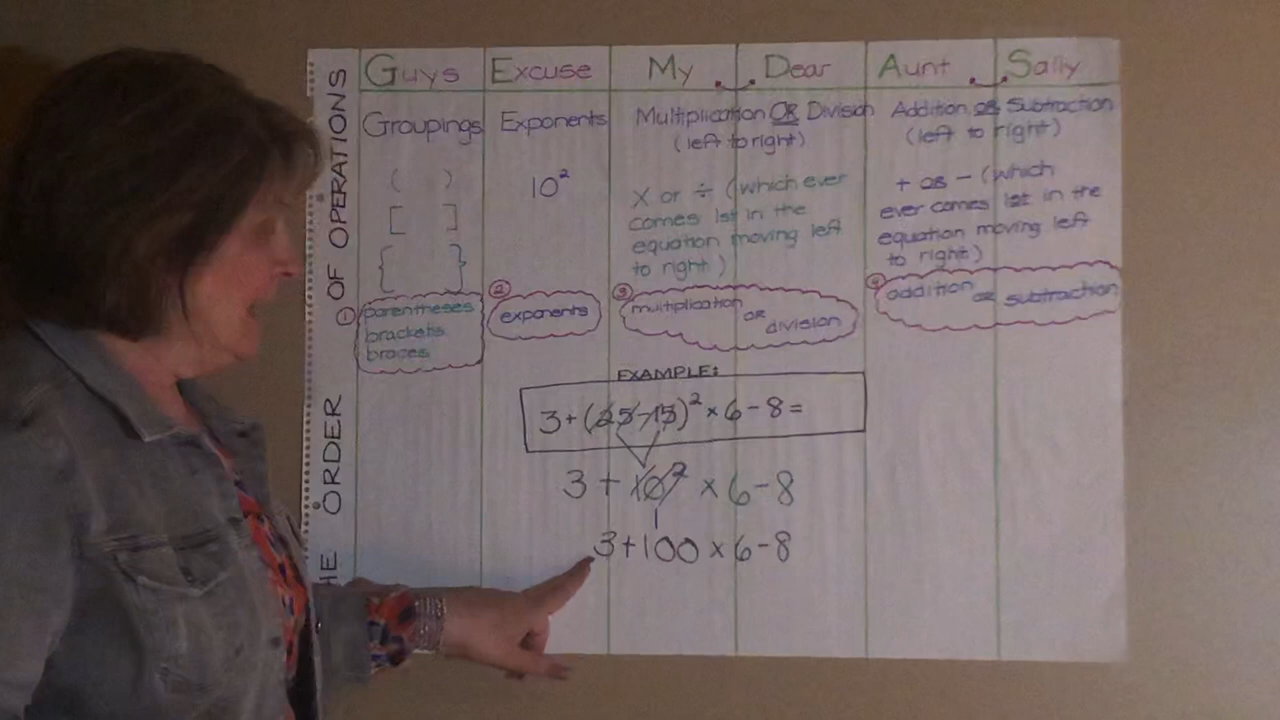 THE ORDER OF OPERATIONS
Guys Excuse My Dear Aunt Sally
Groupings
( )
[ ]
{ }
① parentheses
brackets
braces
Exponents
10²
② exponents
Multiplication OR Division
(left to right)
X or ÷ (which ever
comes 1st in the
equation moving left
to right)
③ multiplication
OR
division
Addition OR Subtraction
(left to right)
+ OR - (which
ever comes 1st in the
equation moving left
to right)
④ addition OR subtraction
EXAMPLE:
3+(25-15)²×6-8=
3+10²×6-8
3+100×6-8